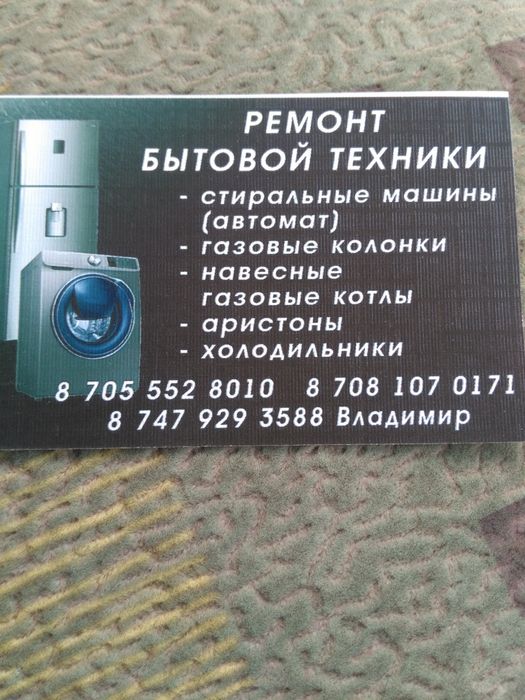 РЕМОНТ
БЫТОВОЙ ТЕХНИКИ
- стиральные машины
(автомат)
- газовые колонки
- навесные
газовые котлы
- аристоны
- холодильники
8 705 552 8010 8 708 107 0171
8 747 929 3588 Владимир